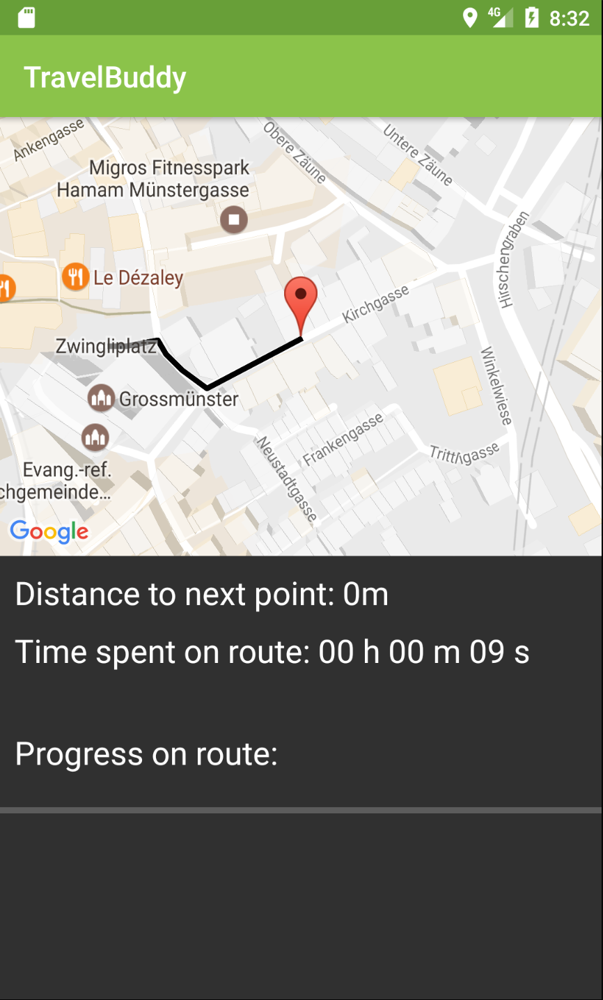 4G 8:32
TravelBuddy
Ankengasse
Obere Zäune
Untere Zäune
Migros Fitnesspark
Hamam Münstergasse
Hirschengraben
Le Dézaley
Kirchgasse
Zwingliplatz
Winkelwiese
Grossmünster
Frankengasse
Neustadtgasse
Trittligasse
Evang.-ref.
chgemeinde...
Google
Distance to next point: 0m
Time spent on route: 00 h 00 m 09 s
Progress on route: